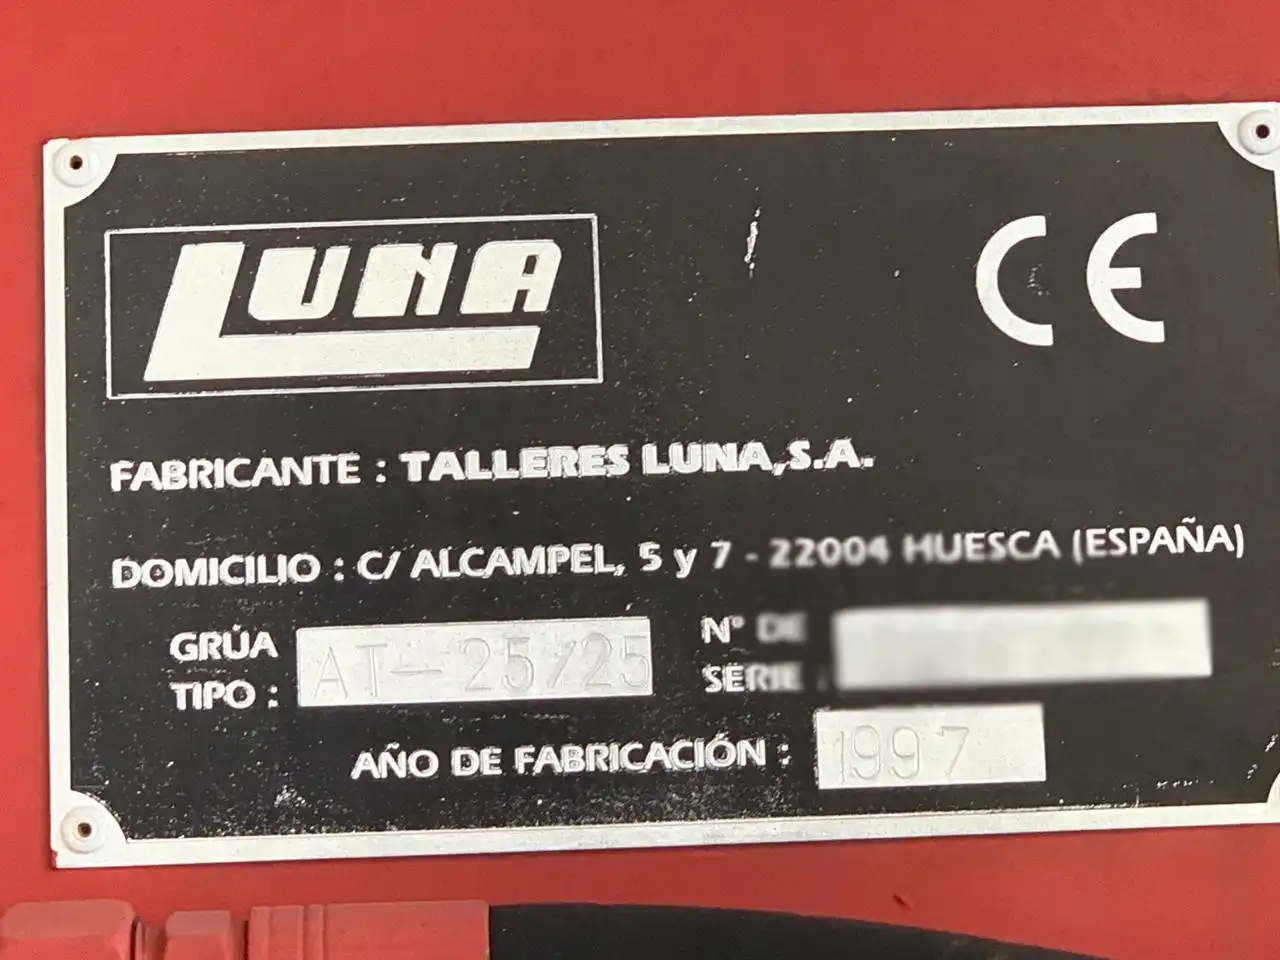 LUNA
CE
FABRICANTE : TALLERES LUNA, S.A.
DOMICILIO : C/ ALCAMPEL, 5 y 7 - 22004 HUESCA (ESPAÑA)
GRÚA TIPO : AT-25/25
Nº DE SERIE :
AÑO DE FABRICACIÓN : 1997